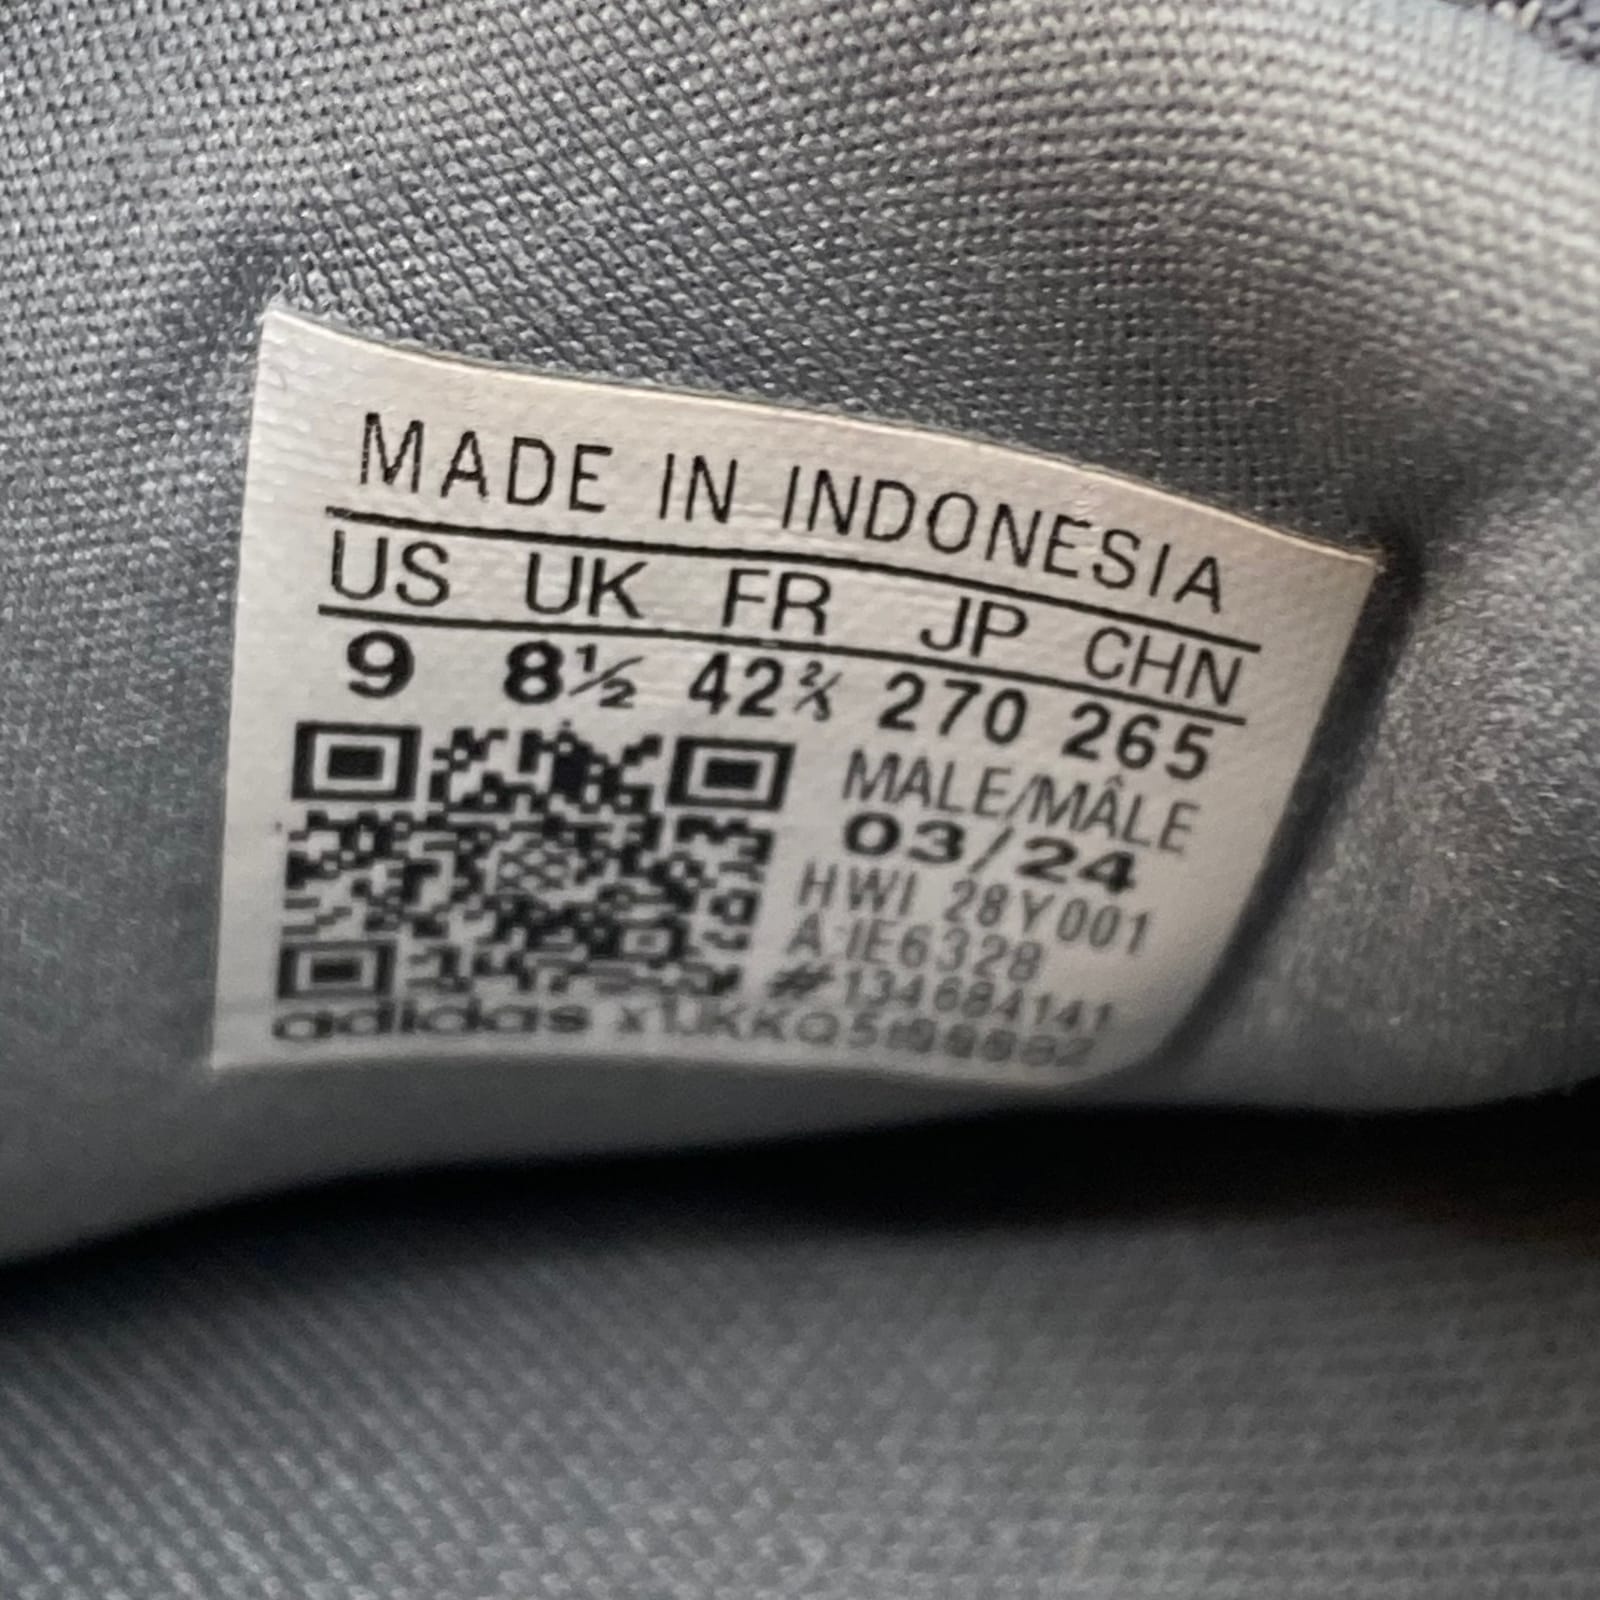 MADE IN INDONESIA
US UK FR JP CHN
9 8½ 42⅔ 270 265
MALE/MÂLE
03/24
HWI 28Y001
A:IE6328
#134684141
adidas